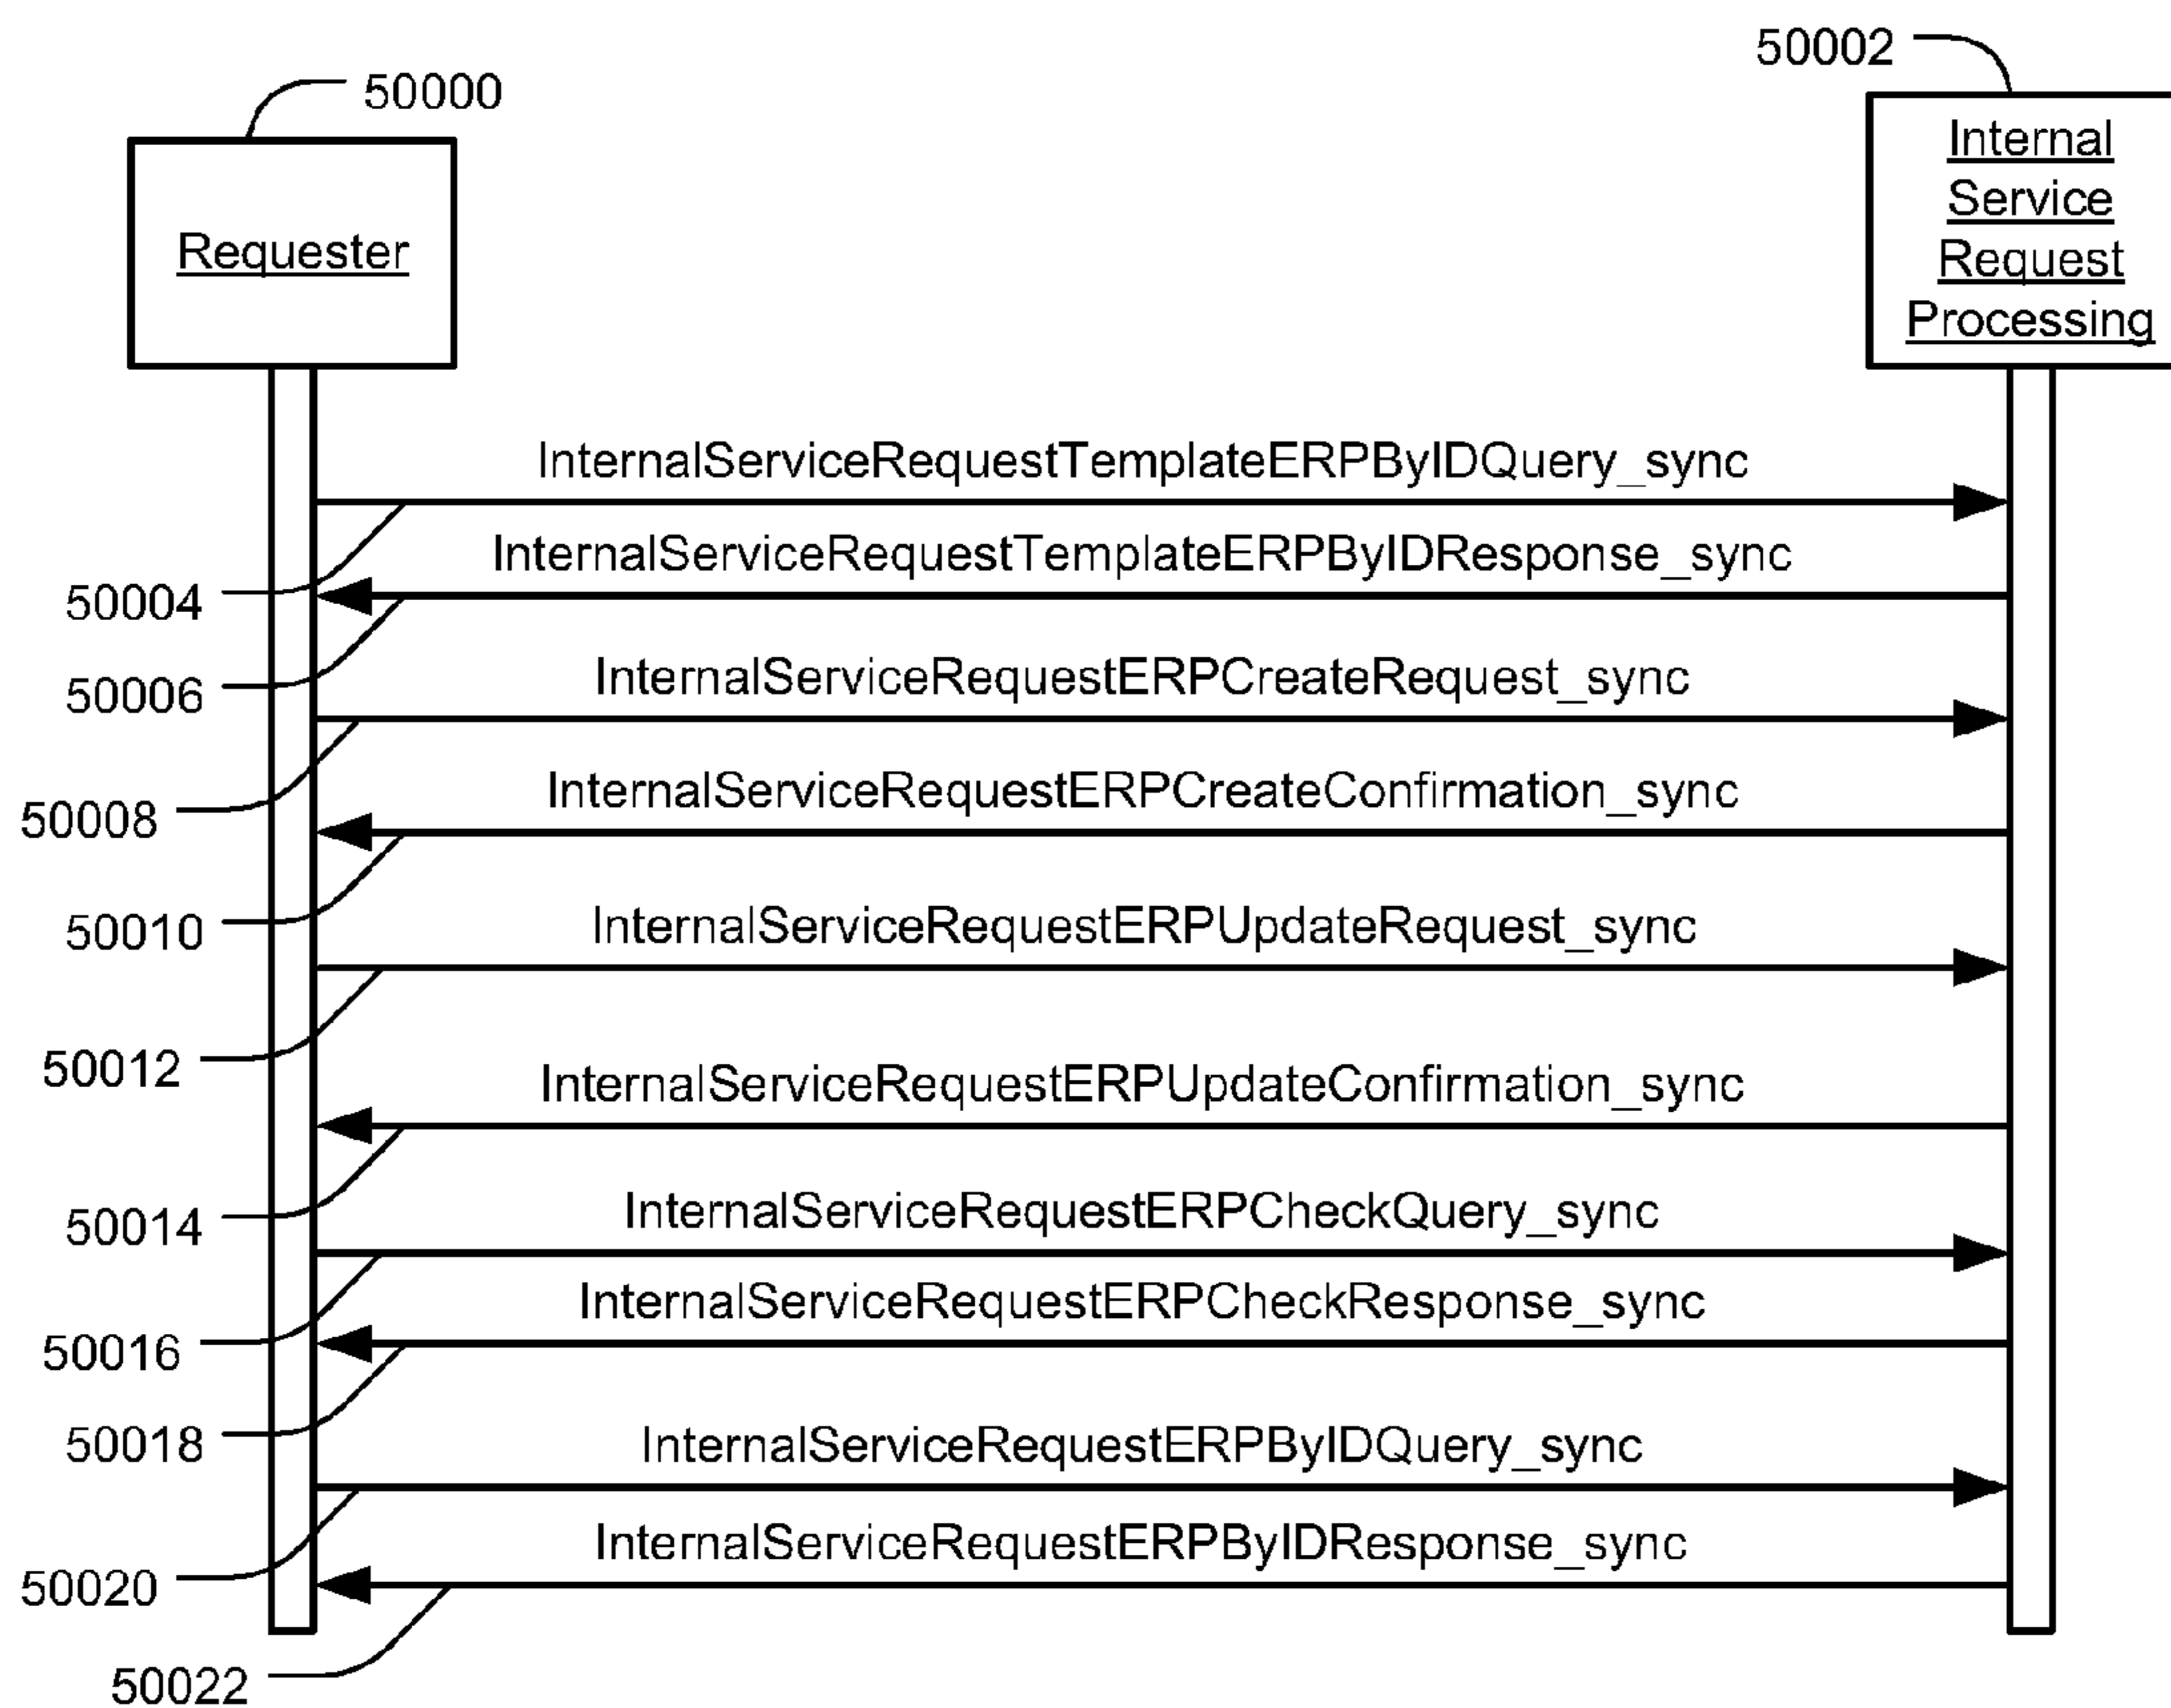 50002
50000
Internal
Service
Request
Processing
Requester
InternalServiceRequestTemplateERPByIDQuery_sync
InternalServiceRequestTemplateERPByIDResponse_sync
50004
InternalServiceRequestERPCreateRequest_sync
50006
InternalServiceRequestERPCreateConfirmation_sync
50008
InternalServiceRequestERPUpdateRequest_sync
50010
50012
InternalServiceRequestERPUpdateConfirmation_sync
InternalServiceRequestERPCheckQuery_sync
50014
InternalServiceRequestERPCheckResponse_sync
50016
50018
InternalServiceRequestERPByIDQuery_sync
InternalServiceRequestERPByIDResponse_sync
50020
50022